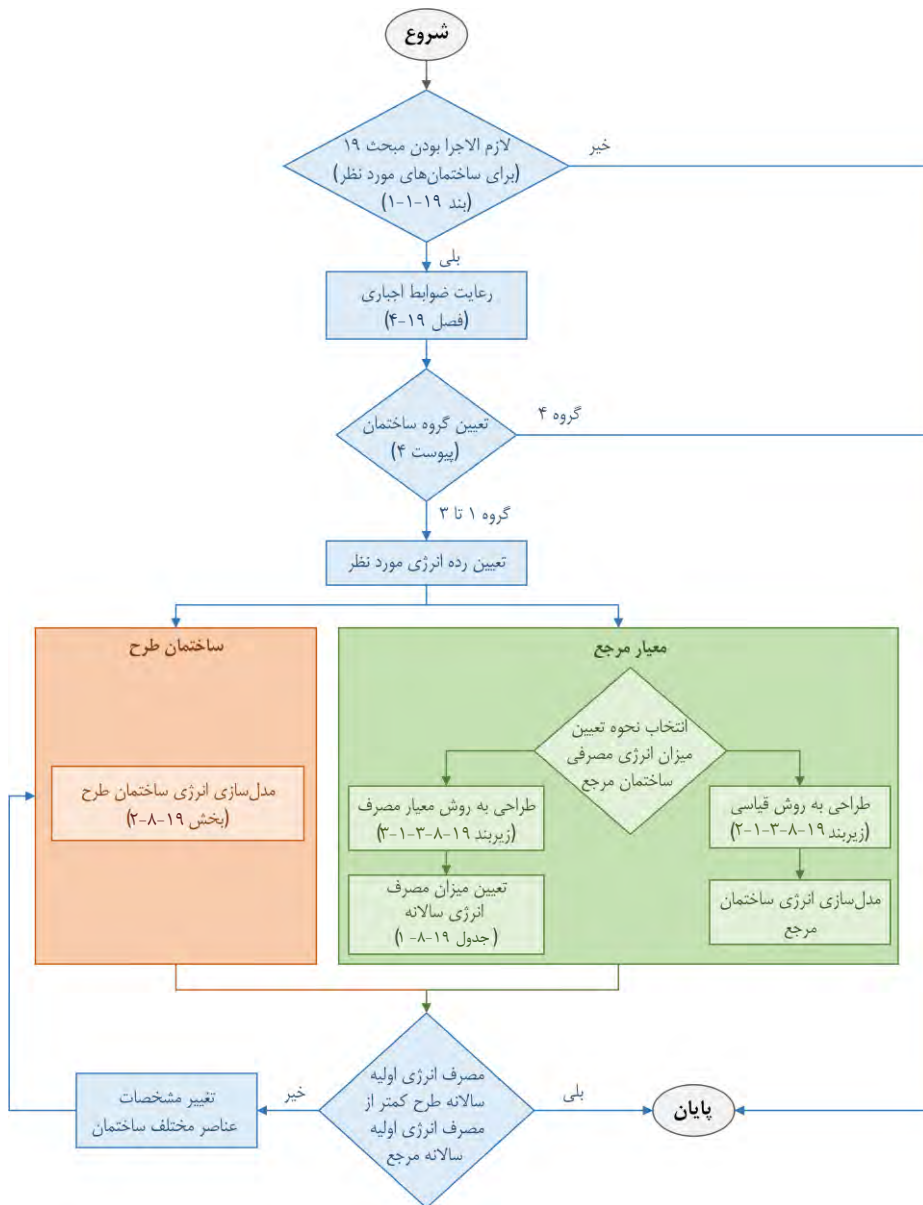 شروع
لازم الاجرا بودن مبحث ۱۹
(برای ساختمان‌های مورد نظر)
(بند ۱۹-۱-۱)
خیر
بلی
رعایت ضوابط اجباری
(فصل ۱۹-۴)
تعیین گروه ساختمان
(پیوست ۴)
گروه ۴
گروه ۱ تا ۳
تعیین رده انرژی مورد نظر
معیار مرجع
انتخاب نحوه تعیین
میزان انرژی مصرفی
ساختمان مرجع
طراحی به روش قیاسی
(زیربند ۱۹-۸-۳-۱-۲)
مدل‌سازی انرژی ساختمان
مرجع
طراحی به روش معیار مصرف
(زیربند ۱۹-۸-۳-۱-۳)
تعیین میزان مصرف
انرژی سالانه
(جدول ۱۹-۸-۱)
ساختمان طرح
مدل‌سازی انرژی ساختمان طرح
(بخش ۱۹-۸-۲)
مصرف انرژی اولیه
سالانه طرح کمتر از
مصرف انرژی اولیه
سالانه مرجع
بلی
پایان
خیر
تغییر مشخصات
عناصر مختلف ساختمان